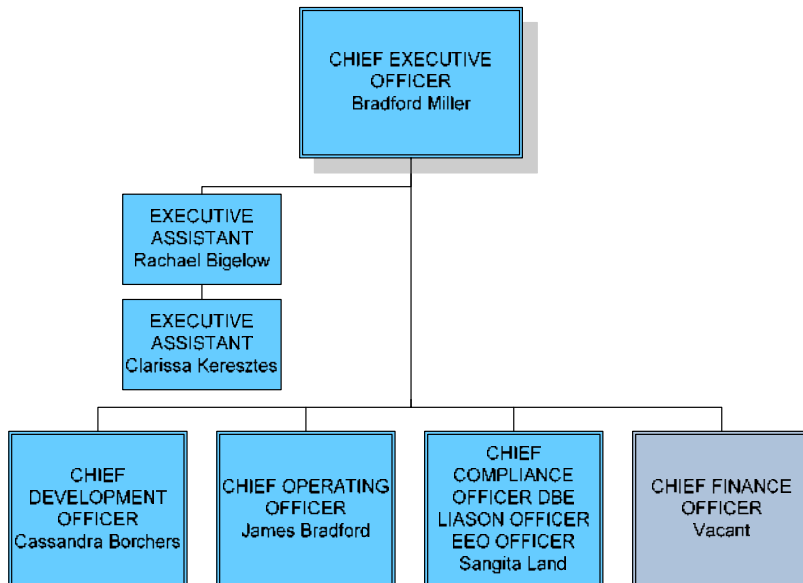 CHIEF EXECUTIVE
OFFICER
Bradford Miller
EXECUTIVE
ASSISTANT
Rachael Bigelow
EXECUTIVE
ASSISTANT
Clarissa Keresztes
CHIEF
DEVELOPMENT
OFFICER
Cassandra Borchers
CHIEF OPERATING
OFFICER
James Bradford
CHIEF
COMPLIANCE
OFFICER DBE
LIASON OFFICER
EEO OFFICER
Sangita Land
CHIEF FINANCE
OFFICER
Vacant